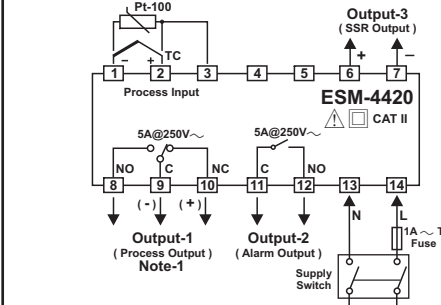 Pt-100
Output-3
( SSR Output )
TC
– +
+ –
1 2 3 4 5 6 7
Process Input
ESM-4420
CAT II
5A@250V～
5A@250V～
NO C NC C NO
8 9 10 11 12 13 14
( - ) ( + )
N L
Output-1
( Process Output )
Note-1
Output-2
( Alarm Output )
1A ～ T
Fuse
Supply
Switch